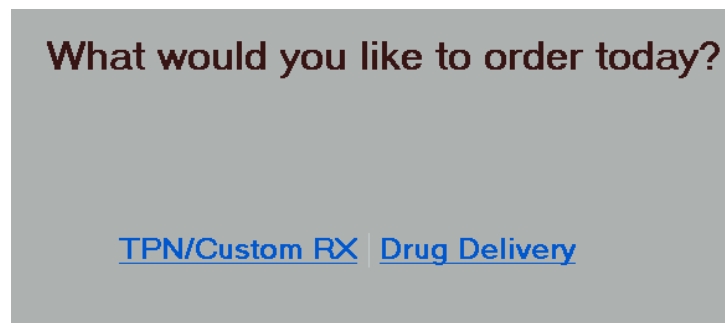 What would you like to order today?
TPN/Custom RX | Drug Delivery